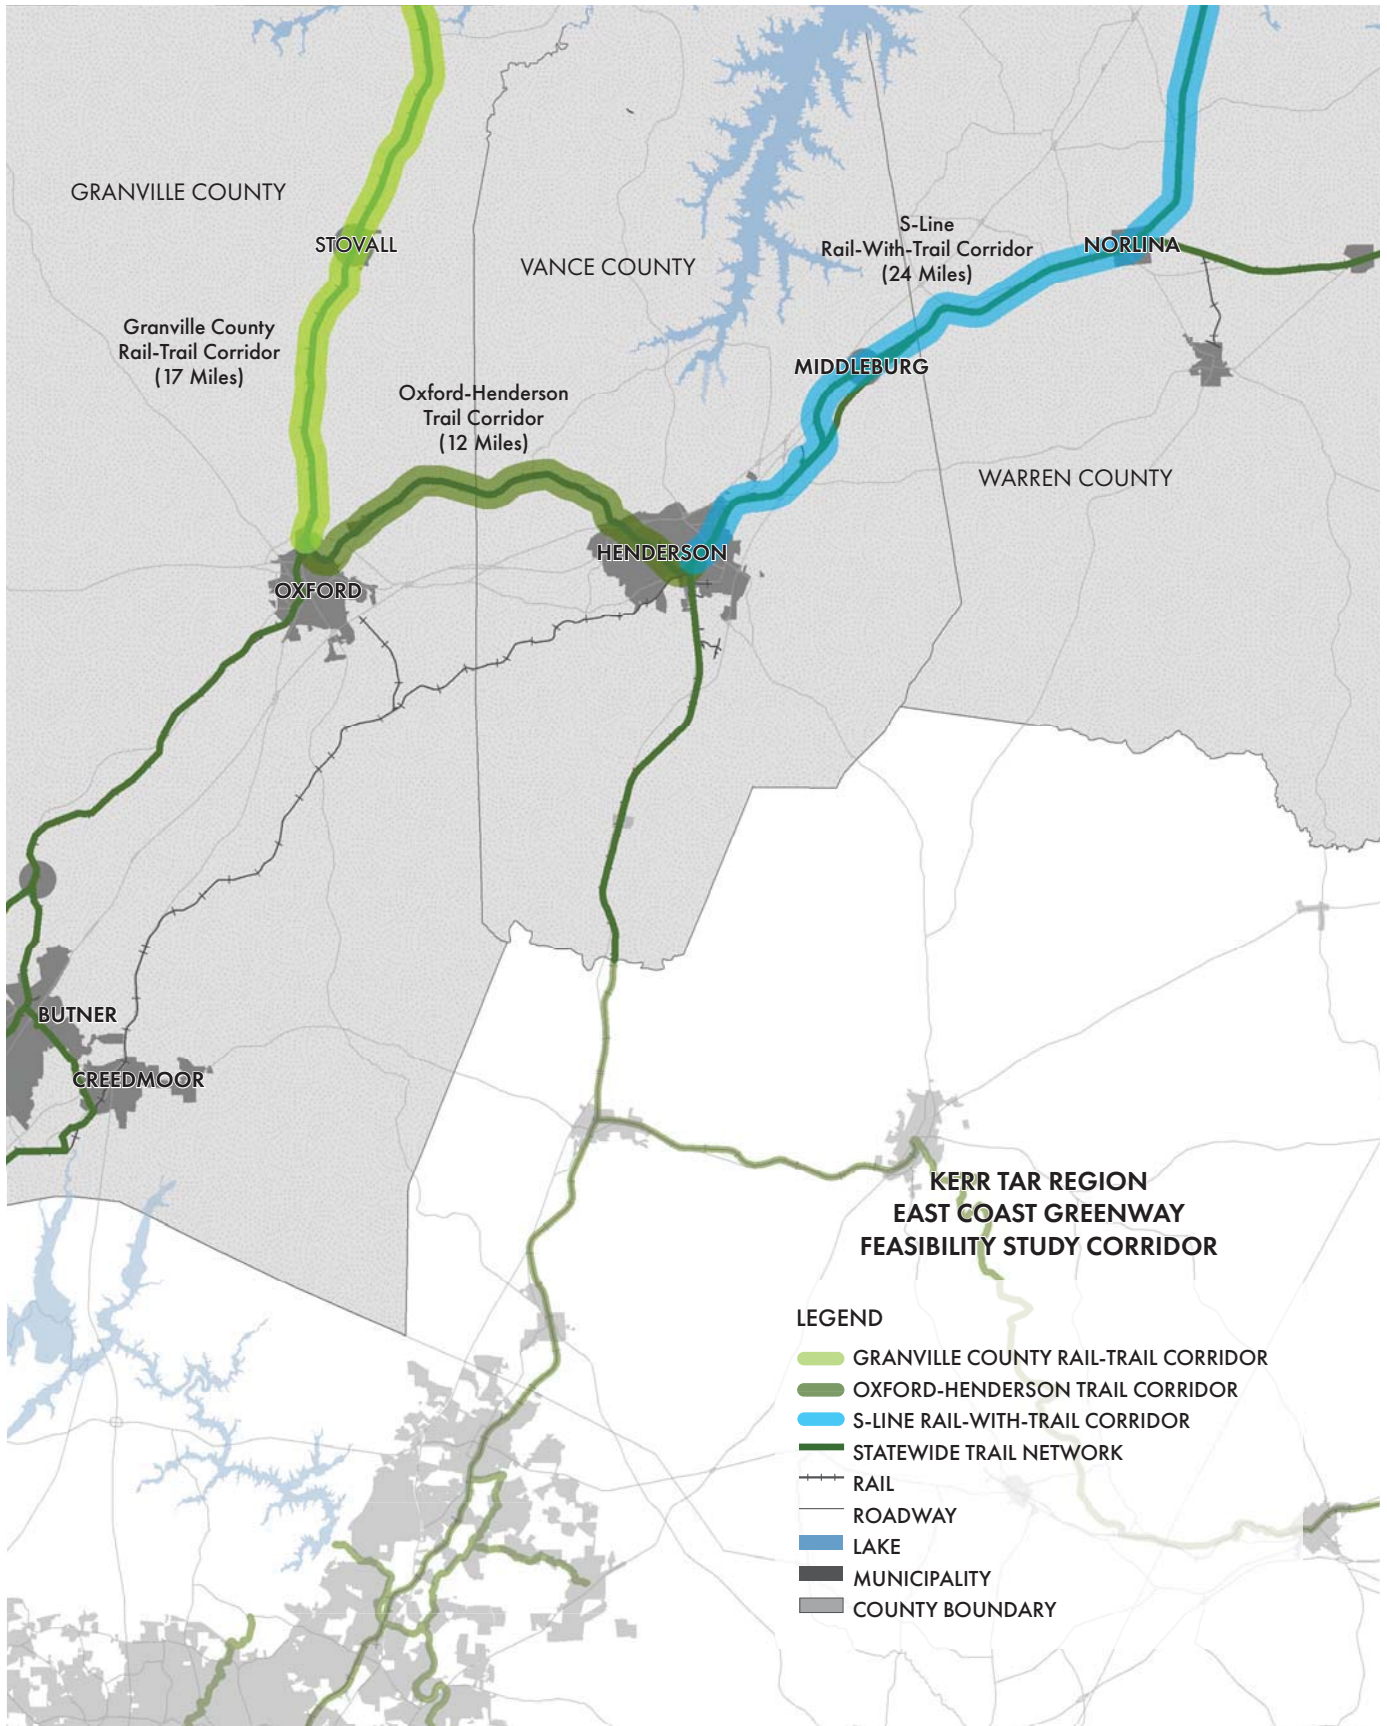 GRANVILLE COUNTY
STOVALL
VANCE COUNTY
S-Line
Rail-With-Trail Corridor
(24 Miles)
NORLINA
Granville County
Rail-Trail Corridor
(17 Miles)
MIDDLEBURG
Oxford-Henderson
Trail Corridor
(12 Miles)
WARREN COUNTY
HENDERSON
OXFORD
BUTNER
CREEDMOOR
KERR TAR REGION
EAST COAST GREENWAY
FEASIBILITY STUDY CORRIDOR
LEGEND
GRANVILLE COUNTY RAIL-TRAIL CORRIDOR
OXFORD-HENDERSON TRAIL CORRIDOR
S-LINE RAIL-WITH-TRAIL CORRIDOR
STATEWIDE TRAIL NETWORK
RAIL
ROADWAY
LAKE
MUNICIPALITY
COUNTY BOUNDARY